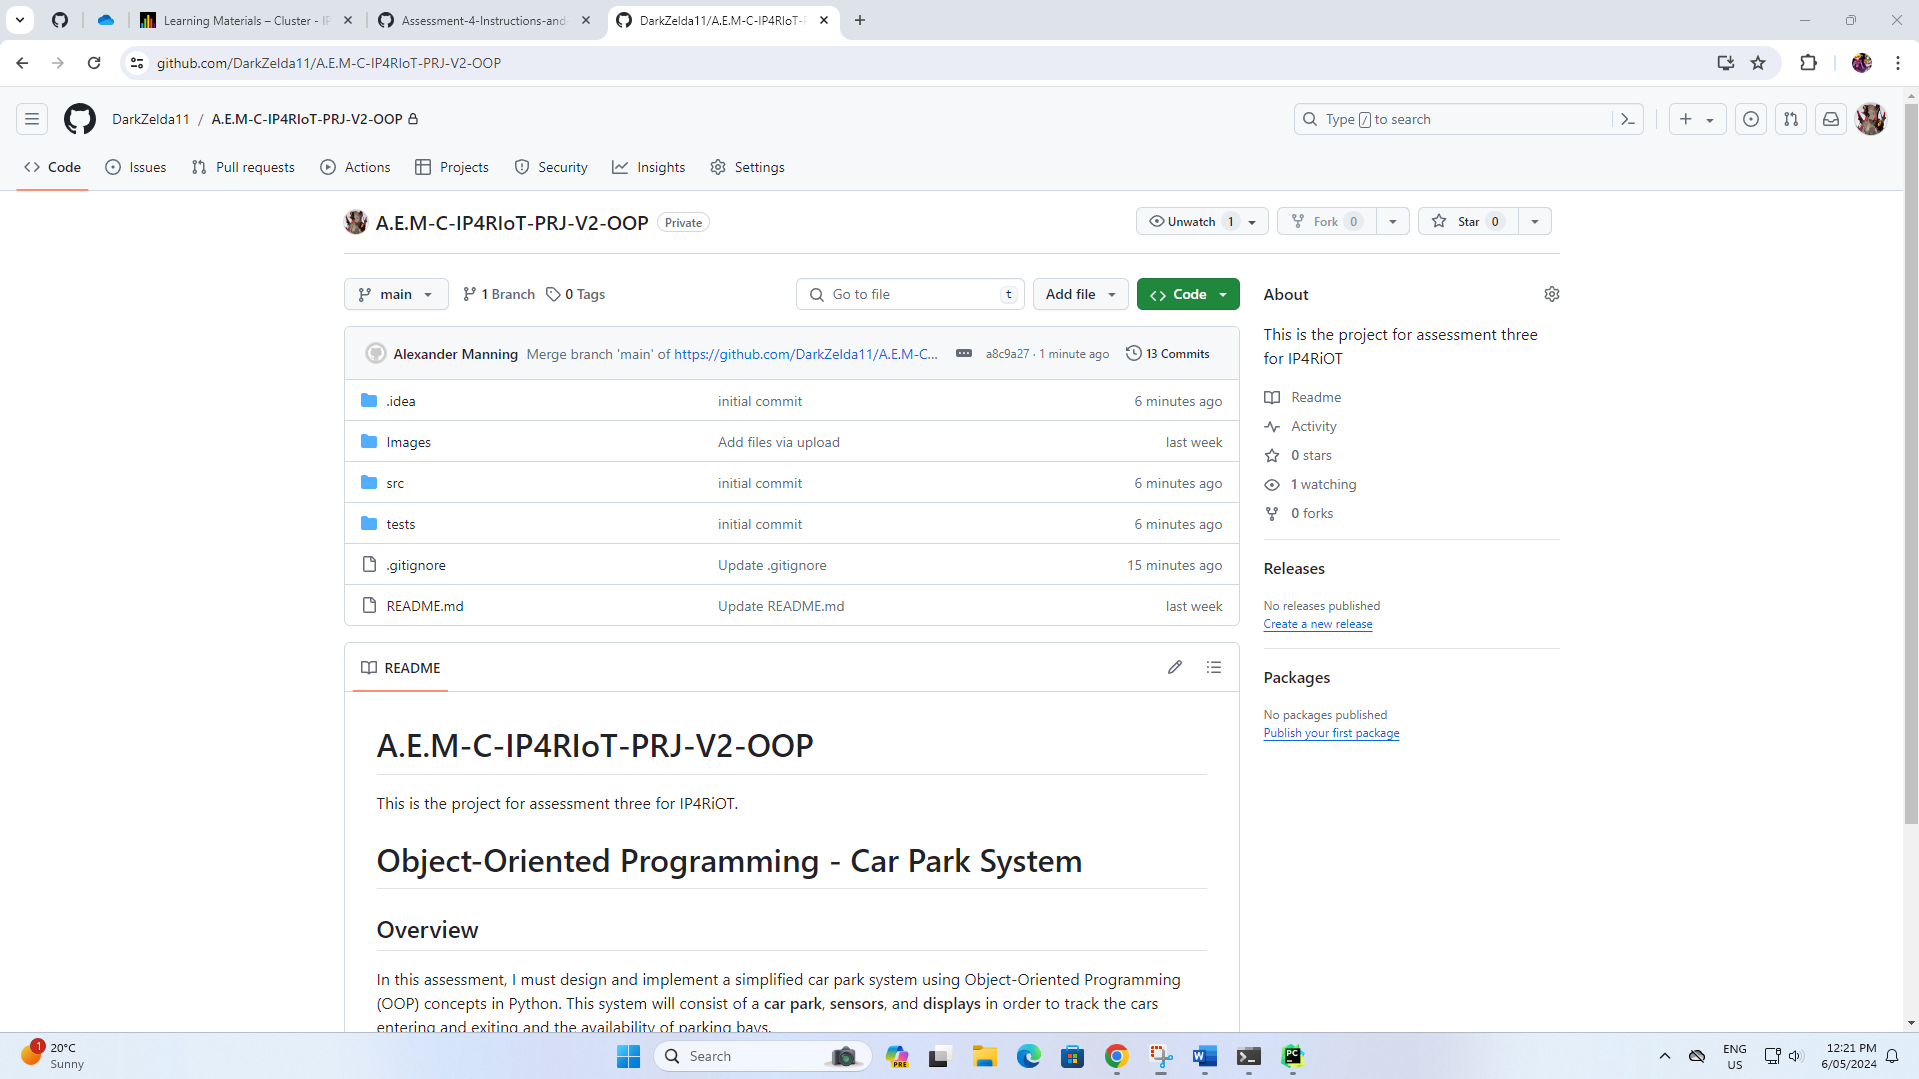 Learning Materials – Cluster - IP
Assessment-4-Instructions-and-
DarkZelda11/A.E.M-C-IP4RIoT-P
github.com/DarkZelda11/A.E.M-C-IP4RIoT-PRJ-V2-OOP
DarkZelda11 / A.E.M-C-IP4RIoT-PRJ-V2-OOP
Type / to search
Code
Issues
Pull requests
Actions
Projects
Security
Insights
Settings
A.E.M-C-IP4RIoT-PRJ-V2-OOP Private
Unwatch 1
Fork 0
Star 0
main
1 Branch
0 Tags
Go to file t
Add file
Code
Alexander Manning Merge branch 'main' of https://github.com/DarkZelda11/A.E.M-C... a8c9a27 · 1 minute ago 13 Commits
.idea initial commit 6 minutes ago
Images Add files via upload last week
src initial commit 6 minutes ago
tests initial commit 6 minutes ago
.gitignore Update .gitignore 15 minutes ago
README.md Update README.md last week
README
A.E.M-C-IP4RIoT-PRJ-V2-OOP
This is the project for assessment three for IP4RiOT.
Object-Oriented Programming - Car Park System
Overview
In this assessment, I must design and implement a simplified car park system using Object-Oriented Programming
(OOP) concepts in Python. This system will consist of a car park, sensors, and displays in order to track the cars
entering and exiting and the availability of parking bays.
About
This is the project for assessment three
for IP4RiOT
Readme
Activity
0 stars
1 watching
0 forks
Releases
No releases published
Create a new release
Packages
No packages published
Publish your first package
1
20°C
Sunny
Search
PRE
W
PC
ENG
US
12:21 PM
6/05/2024